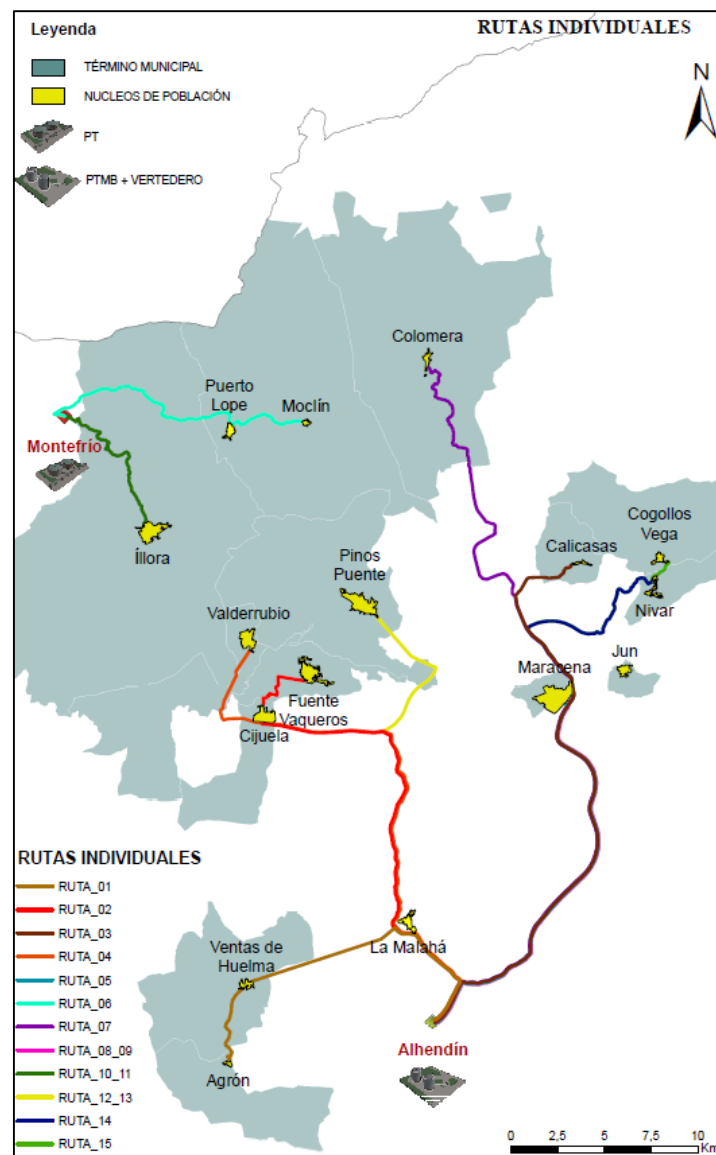 RUTAS INDIVIDUALES
Leyenda
TÉRMINO MUNICIPAL
NUCLEOS DE POBLACIÓN
PT
PTMB + VERTEDERO
N
Colomera
Puerto
Lope
Moclín
Montefrío
Íllora
Pinos
Puente
Calicasas
Cogollos
Vega
Nivar
Valderrubio
Jun
Maracena
Fuente
Vaqueros
Cijuela
RUTAS INDIVIDUALES
RUTA_01
RUTA_02
RUTA_03
RUTA_04
RUTA_05
RUTA_06
RUTA_07
RUTA_08_09
RUTA_10_11
RUTA_12_13
RUTA_14
RUTA_15
La Malahá
Ventas de
Huelma
Agrón
Alhendín
0 2,5 5 7,5 10
Km